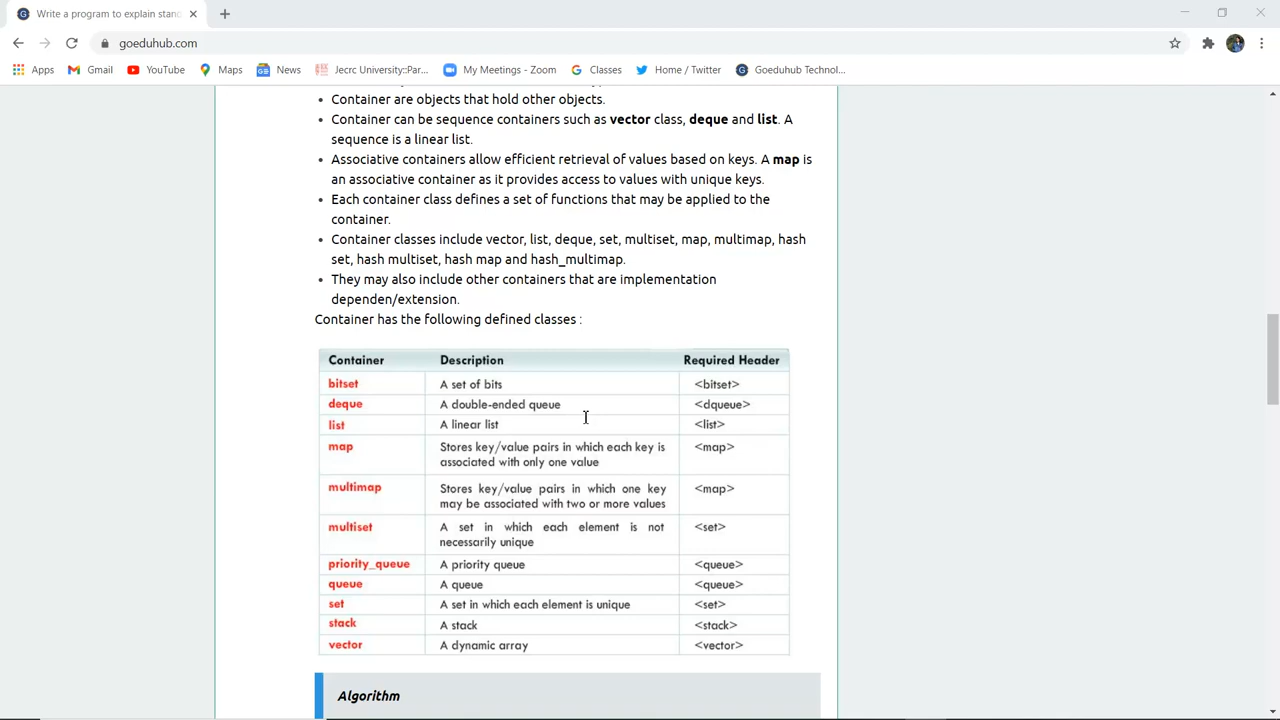 Write a program to explain stand
goeduhub.com
Apps Gmail YouTube Maps News Jecrc University::Par... My Meetings - Zoom Classes Home / Twitter Goeduhub Technol...
Container are objects that hold other objects.
Container can be sequence containers such as vector class, deque and list. A
sequence is a linear list.
Associative containers allow efficient retrieval of values based on keys. A map is
an associative container as it provides access to values with unique keys.
Each container class defines a set of functions that may be applied to the
container.
Container classes include vector, list, deque, set, multiset, map, multimap, hash
set, hash multiset, hash map and hash_multimap.
They may also include other containers that are implementation
dependen/extension.
Container has the following defined classes :
Container Description Required Header
bitset A set of bits <bitset>
deque A double-ended queue <dqueue>
list A linear list <list>
map Stores key/value pairs in which each key is <map>
associated with only one value
multimap Stores key/value pairs in which one key <map>
may be associated with two or more values
multiset A set in which each element is not <set>
necessarily unique
priority_queue A priority queue <queue>
queue A queue <queue>
set A set in which each element is unique <set>
stack A stack <stack>
vector A dynamic array <vector>
Algorithm